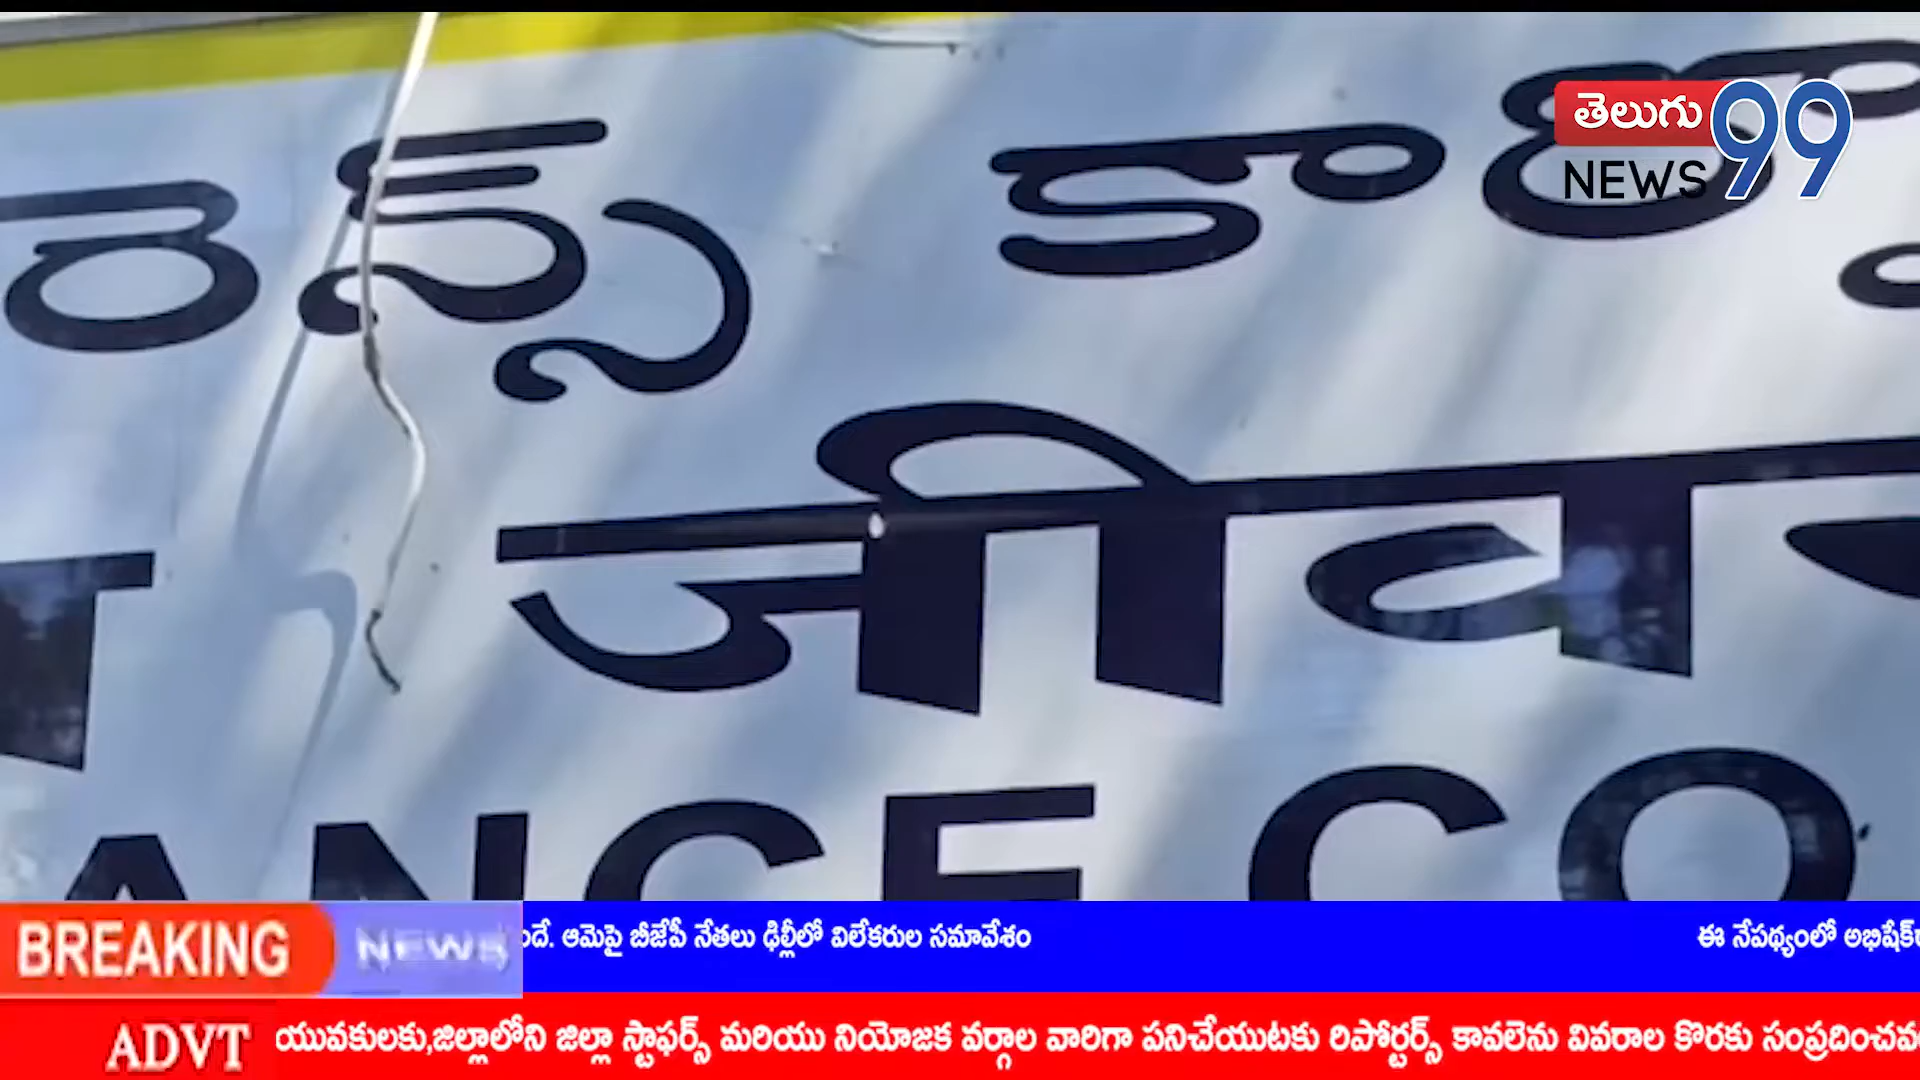 తెలుగు 99
NEWS
రెన్స్ కార్పొ
जीवन
ANCE CO
BREAKING NEWS
ందే. ఆమెపై బీజేపీ నేతలు ఢిల్లీలో విలేకరుల సమావేశం
ఈ నేపథ్యంలో అభిషేక్
ADVT
యువకులకు,జిల్లాలోని జిల్లా స్టాఫర్స్ మరియు నియోజక వర్గాల వారిగా పనిచేయుటకు రిపోర్టర్స్ కావలెను వివరాల కొరకు సంప్రదించవ